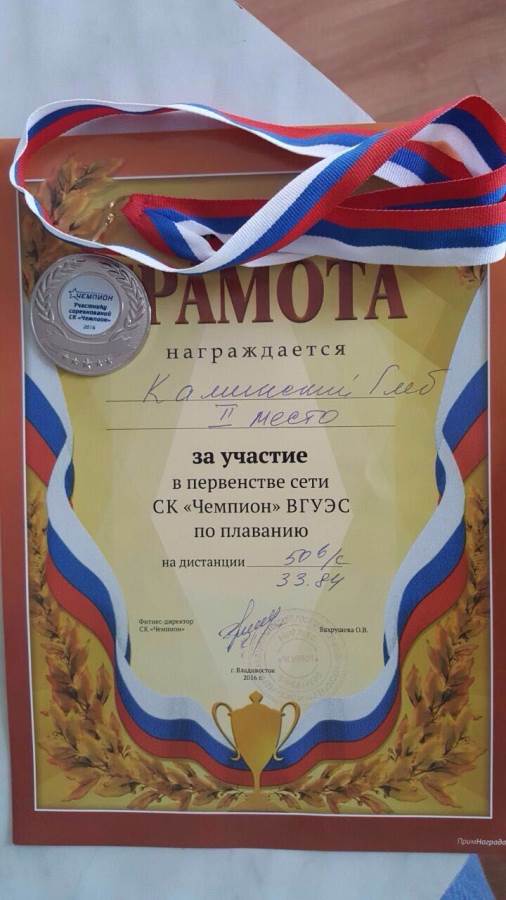 ЧЕМПИОН
Участнику
соревнований
СК «Чемпион»
2016
ГРАМОТА
награждается
Каминский Глеб
II место
за участие
в первенстве сети
СК «Чемпион» ВГУЭС
по плаванию
на дистанции 50 в/с
33.84
Фитнес-директор
СК «Чемпион»
Вахрушева О.В.
г. Владивосток
2016 г.
ПримНаграда